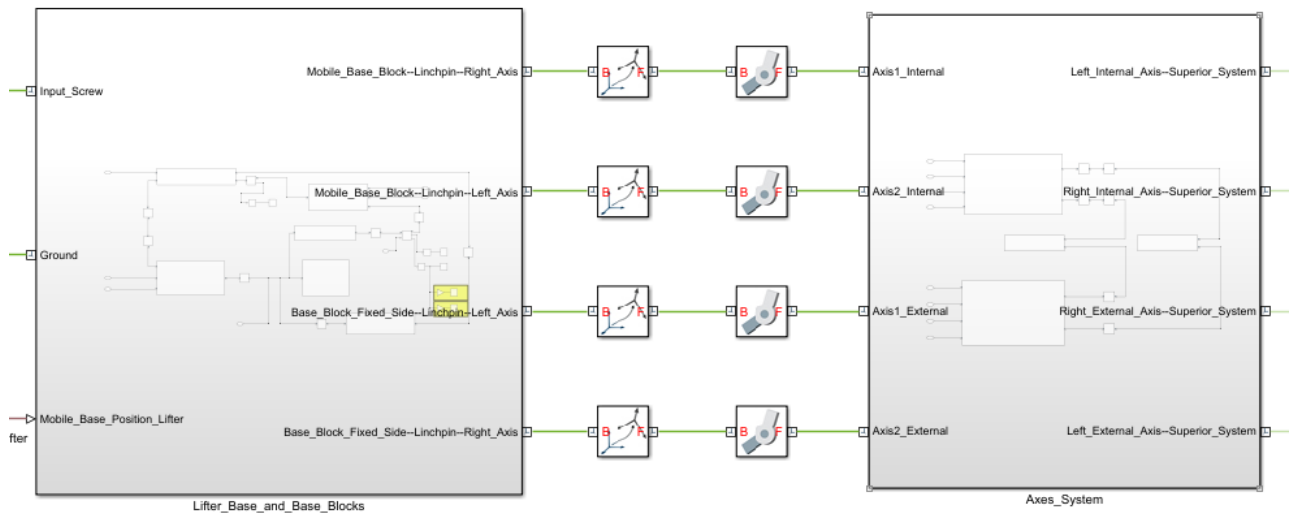 Mobile_Base_Block--Linchpin--Right_Axis
B F
B F
Axis1_Internal
Left_Internal_Axis--Superior_System
Input_Screw
Mobile_Base_Block--Linchpin--Left_Axis
B F
B F
Axis2_Internal
Right_Internal_Axis--Superior_System
Ground
Base_Block_Fixed_Side--Linchpin--Left_Axis
B F
B F
Axis1_External
Right_External_Axis--Superior_System
Mobile_Base_Position_Lifter
fter
Base_Block_Fixed_Side--Linchpin--Right_Axis
B F
B F
Axis2_External
Left_External_Axis--Superior_System
Lifter_Base_and_Base_Blocks
Axes_System